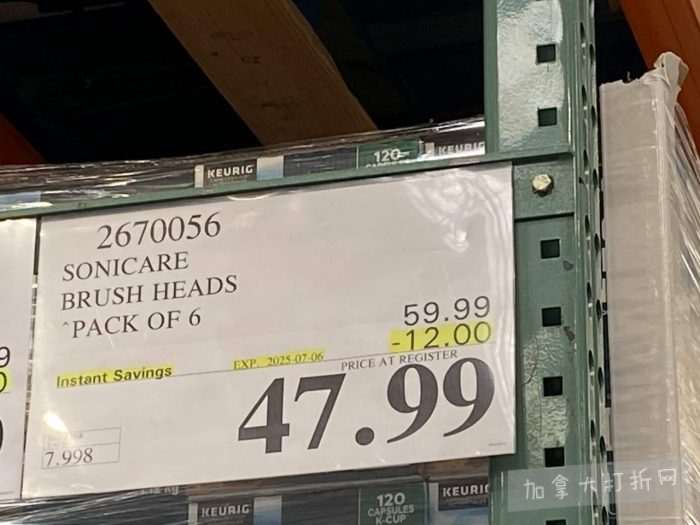 KEURIG
120
KEURIG
2670056
SONICARE
BRUSH HEADS
^PACK OF 6
59.99
-12.00
Instant Savings
EXP. 2025-07-06
PRICE AT REGISTER
47.99
7.998
9
0
KEURIG
120
CAPSULES
K-CUP
KEURIG
加拿大打折网